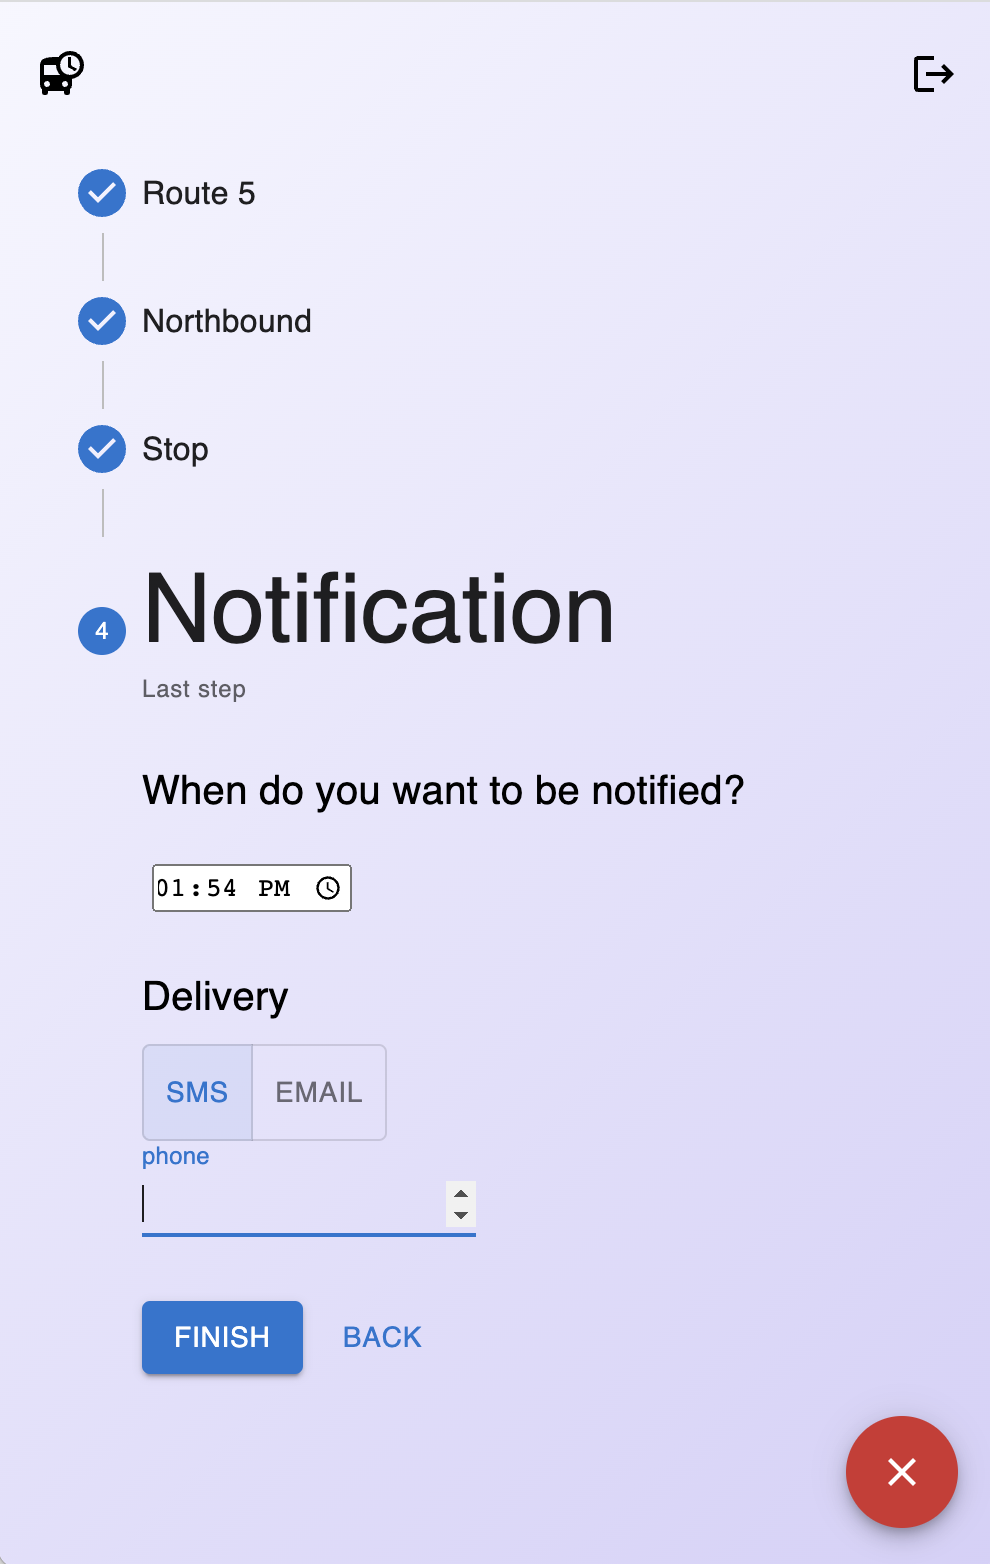 Route 5
Northbound
Stop
4 Notification
Last step
When do you want to be notified?
01:54 PM
Delivery
SMS EMAIL
phone
FINISH BACK